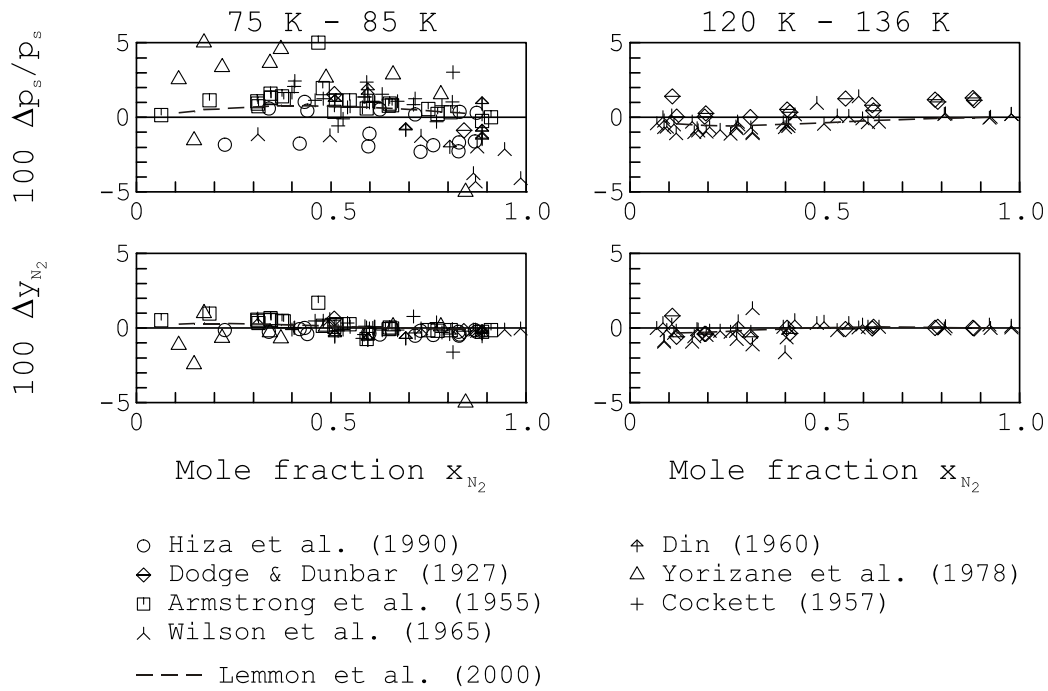 75 K - 85 K
120 K - 136 K
100 Δpₛ/pₛ
5
0
-5
0
0.5
1.0
5
0
-5
0
0.5
1.0
100 Δy_N₂
5
0
-5
0
0.5
1.0
5
0
-5
0
0.5
1.0
Mole fraction x_N₂
Mole fraction x_N₂
Hiza et al. (1990)
Dodge & Dunbar (1927)
Armstrong et al. (1955)
Wilson et al. (1965)
Lemmon et al. (2000)
Din (1960)
Yorizane et al. (1978)
Cockett (1957)